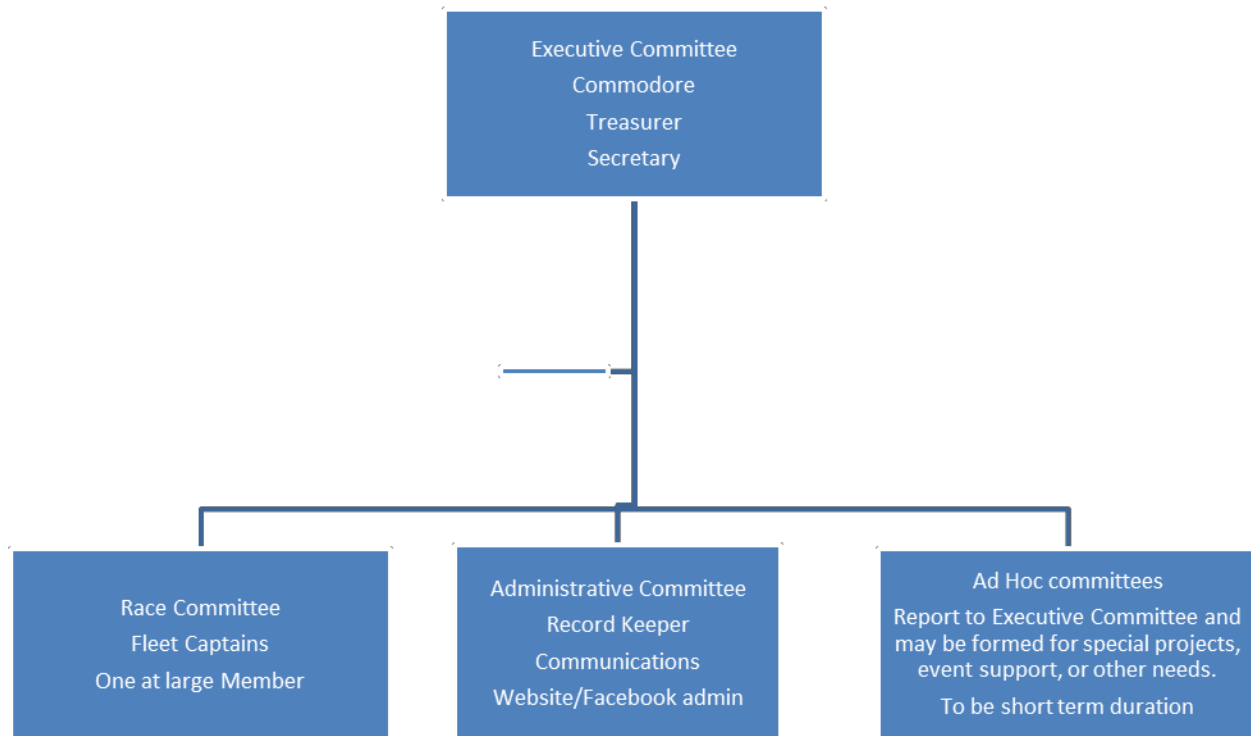 Executive Committee
Commodore
Treasurer
Secretary
Race Committee
Fleet Captains
One at large Member
Administrative Committee
Record Keeper
Communications
Website/Facebook admin
Ad Hoc committees
Report to Executive Committee and
may be formed for special projects,
event support, or other needs.
To be short term duration